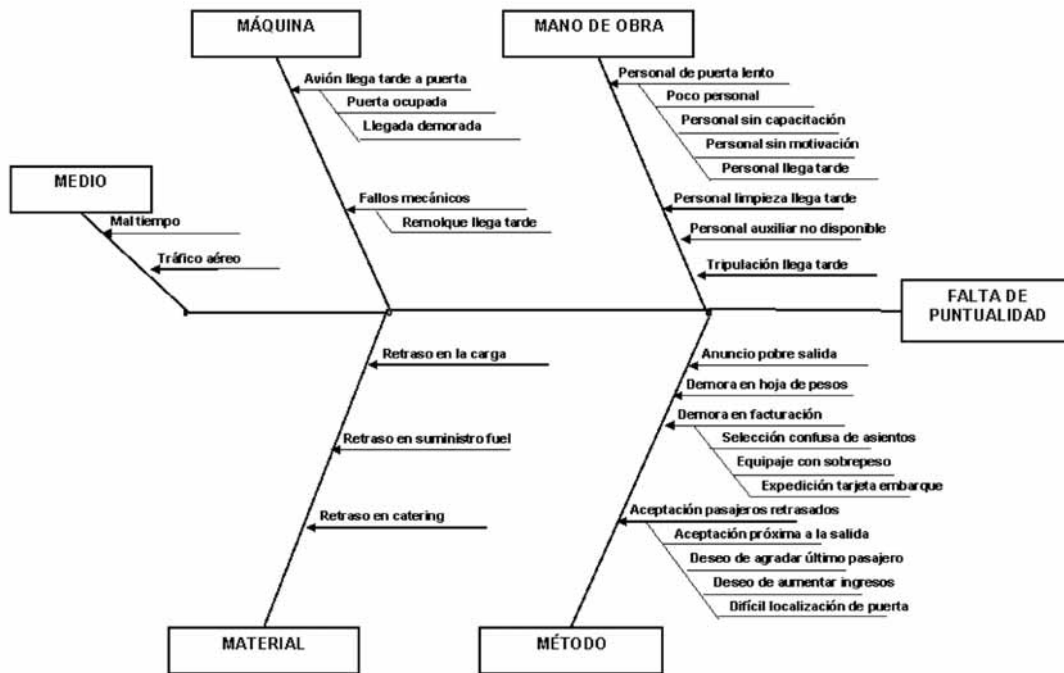 MÁQUINA
MANO DE OBRA
Avión llega tarde a puerta
Puerta ocupada
Llegada demorada
Fallos mecánicos
Remolque llega tarde
Personal de puerta lento
Poco personal
Personal sin capacitación
Personal sin motivación
Personal llega tarde
Personal limpieza llega tarde
Personal auxiliar no disponible
Tripulación llega tarde
MEDIO
Mal tiempo
Tráfico aéreo
FALTA DE
PUNTUALIDAD
Retraso en la carga
Retraso en suministro fuel
Retraso en catering
Anuncio pobre salida
Demora en hoja de pesos
Demora en facturación
Selección confusa de asientos
Equipaje con sobrepeso
Expedición tarjeta embarque
Aceptación pasajeros retrasados
Aceptación próxima a la salida
Deseo de agradar último pasajero
Deseo de aumentar ingresos
Difícil localización de puerta
MATERIAL
MÉTODO